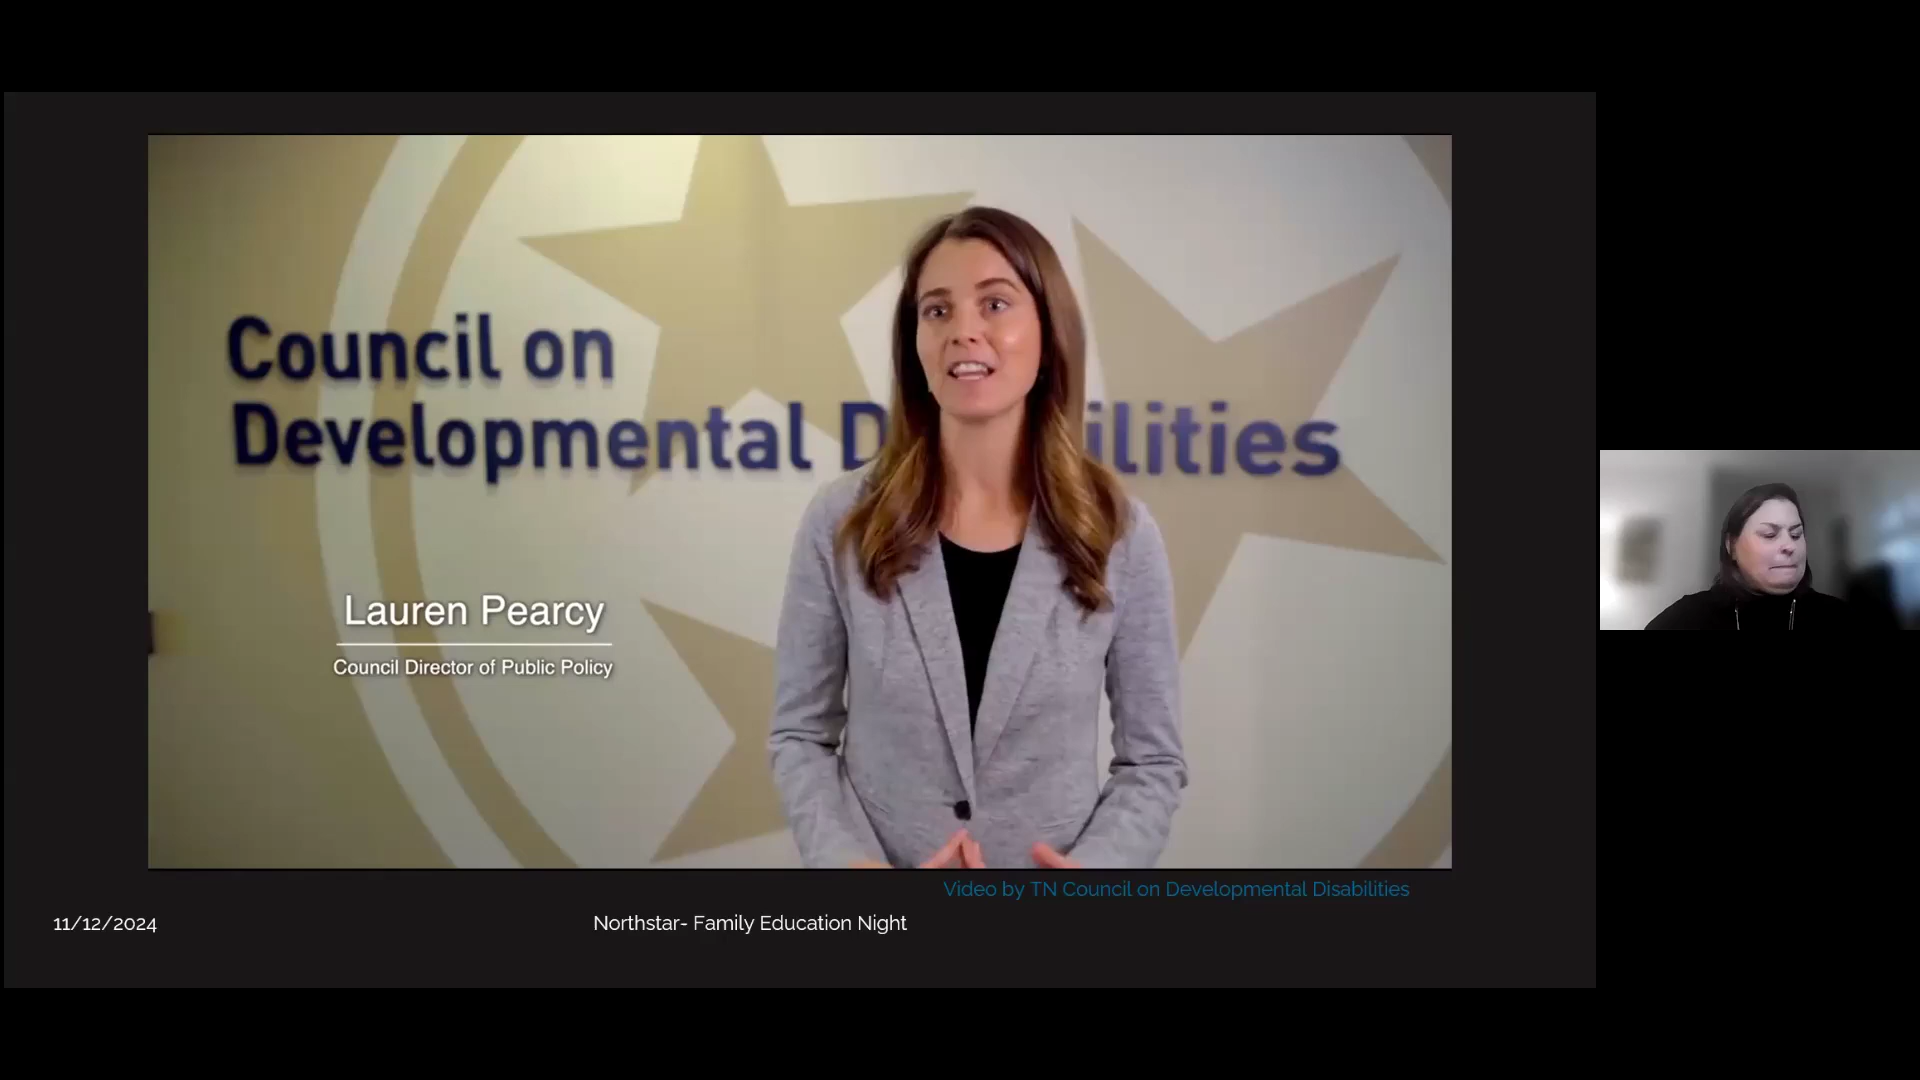 Council on
Developmental D ilities
Lauren Pearcy
Council Director of Public Policy
Video by TN Council on Developmental Disabilities
11/12/2024
Northstar- Family Education Night